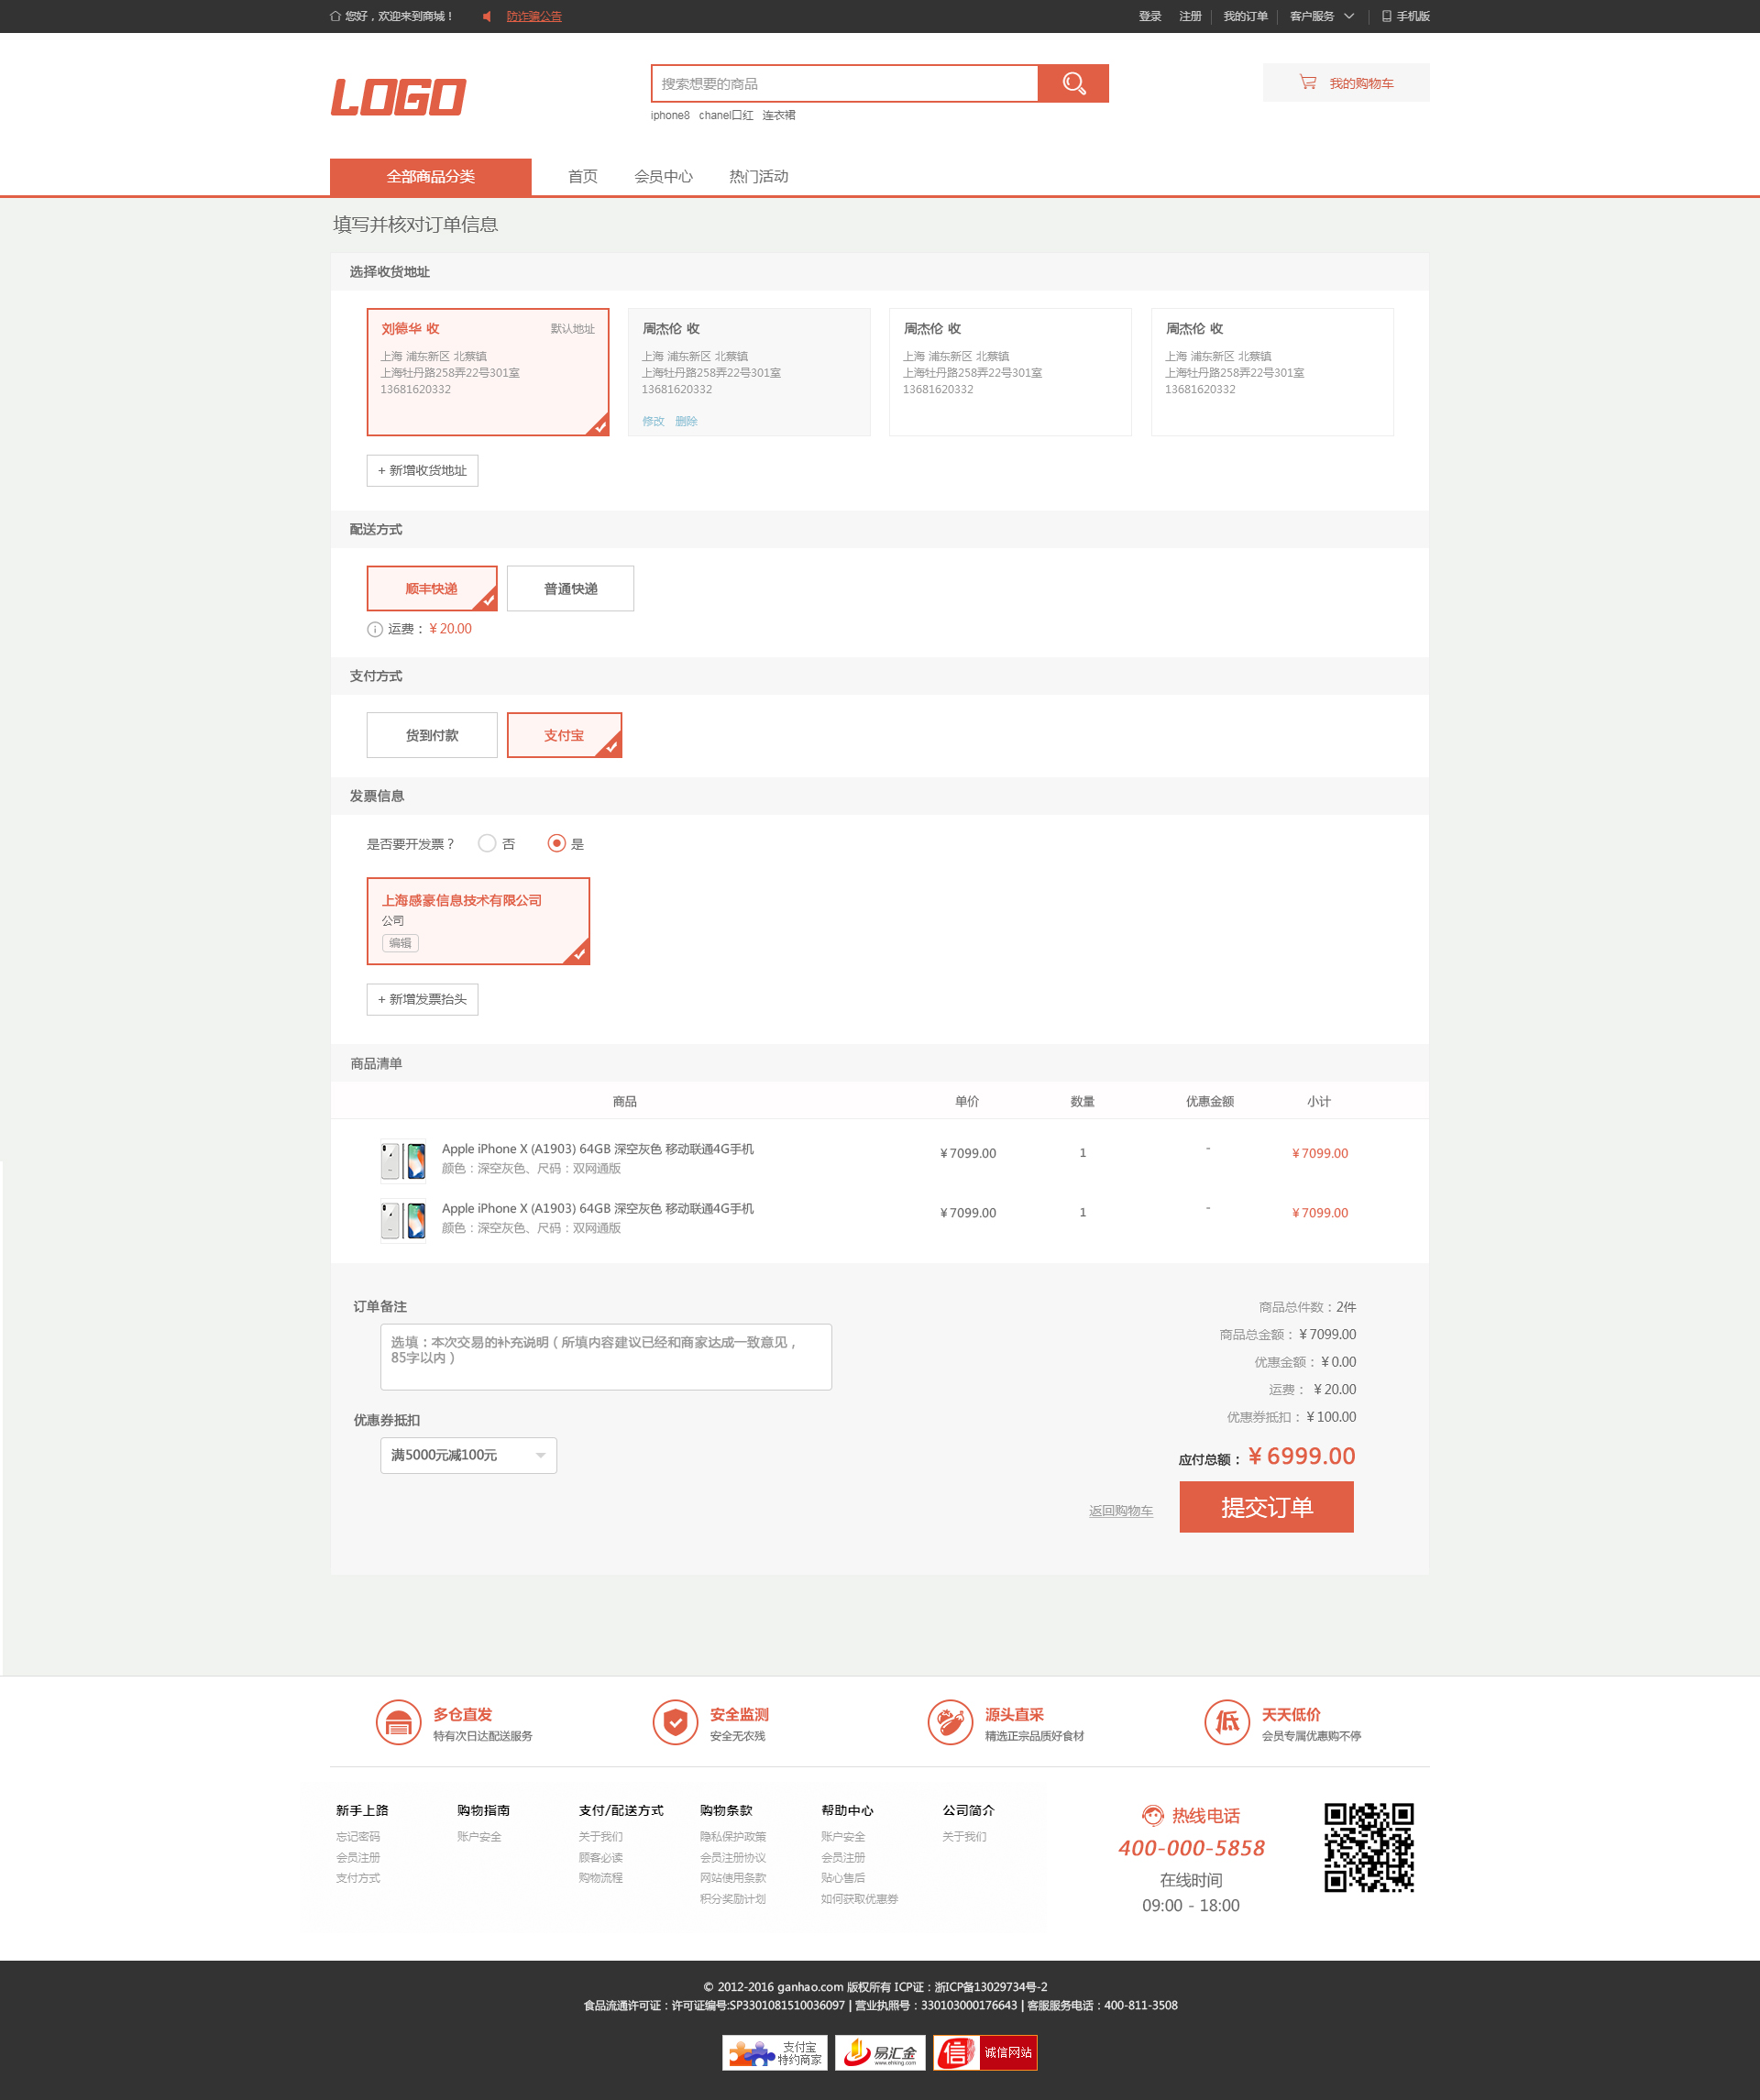 您好，欢迎来到商城！ 防诈骗公告 登录 注册 我的订单 客户服务 手机版
LOGO
搜索想要的商品
我的购物车
iphone8 chanel口红 连衣裙
全部商品分类 首页 会员中心 热门活动
填写并核对订单信息
选择收货地址
刘德华 收 默认地址
上海 浦东新区 北蔡镇
上海牡丹路258弄22号301室
13681620332
周杰伦 收
上海 浦东新区 北蔡镇
上海牡丹路258弄22号301室
13681620332
修改 删除
周杰伦 收
上海 浦东新区 北蔡镇
上海牡丹路258弄22号301室
13681620332
周杰伦 收
上海 浦东新区 北蔡镇
上海牡丹路258弄22号301室
13681620332
+ 新增收货地址
配送方式
顺丰快递 普通快递
运费：¥ 20.00
支付方式
货到付款 支付宝
发票信息
是否要开发票？ 否 是
上海感豪信息技术有限公司
公司
编辑
+ 新增发票抬头
商品清单
商品 单价 数量 优惠金额 小计
Apple iPhone X (A1903) 64GB 深空灰色 移动联通4G手机 ¥ 7099.00 1 - ¥ 7099.00
颜色：深空灰色、尺码：双网通版
Apple iPhone X (A1903) 64GB 深空灰色 移动联通4G手机 ¥ 7099.00 1 - ¥ 7099.00
颜色：深空灰色、尺码：双网通版
订单备注
选填：本次交易的补充说明（所填内容建议已经和商家达成一致意见，
85字以内）
优惠券抵扣
满5000元减100元
商品总件数：2件
商品总金额：¥ 7099.00
优惠金额：¥ 0.00
运费：¥ 20.00
优惠券抵扣：¥ 100.00
应付总额：¥ 6999.00
返回购物车 提交订单
多仓直发
特有次日达配送服务
安全监测
安全无农残
源头直采
精选正宗品质好食材
低
天天低价
会员专属优惠购不停
新手上路
忘记密码
会员注册
支付方式
购物指南
账户安全
支付/配送方式
关于我们
顾客必读
购物流程
购物条款
隐私保护政策
会员注册协议
网站使用条款
积分奖励计划
帮助中心
账户安全
会员注册
贴心售后
如何获取优惠券
公司简介
关于我们
热线电话
400-000-5858
在线时间
09:00 - 18:00
© 2012-2016 ganhao.com 版权所有 ICP证：浙ICP备13029734号-2
食品流通许可证：许可证编号:SP3301081510036097 | 营业执照号：330103000176643 | 客服服务电话：400-811-3508
支付宝
特约商家
易汇金
www.ehking.com
信 诚信网站